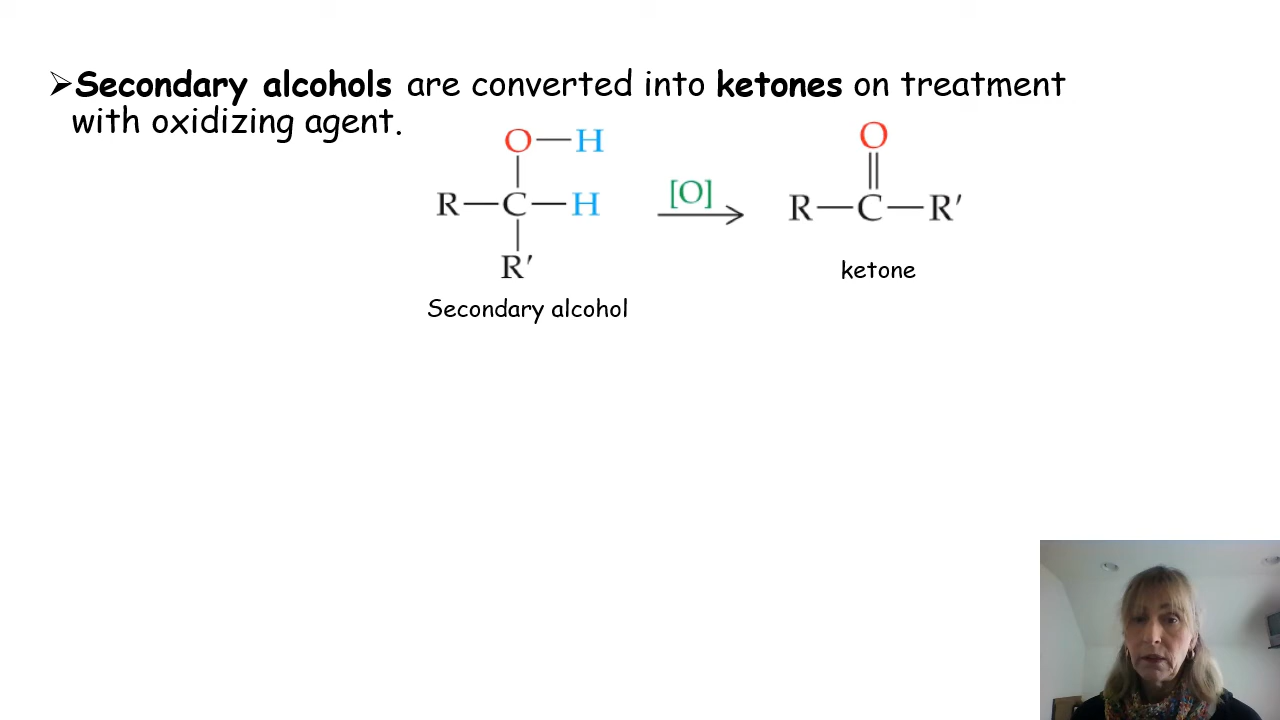 ➢Secondary alcohols are converted into ketones on treatment
with oxidizing agent.
O—H
R—C—H
R′
Secondary alcohol
[O]
O
R—C—R′
ketone